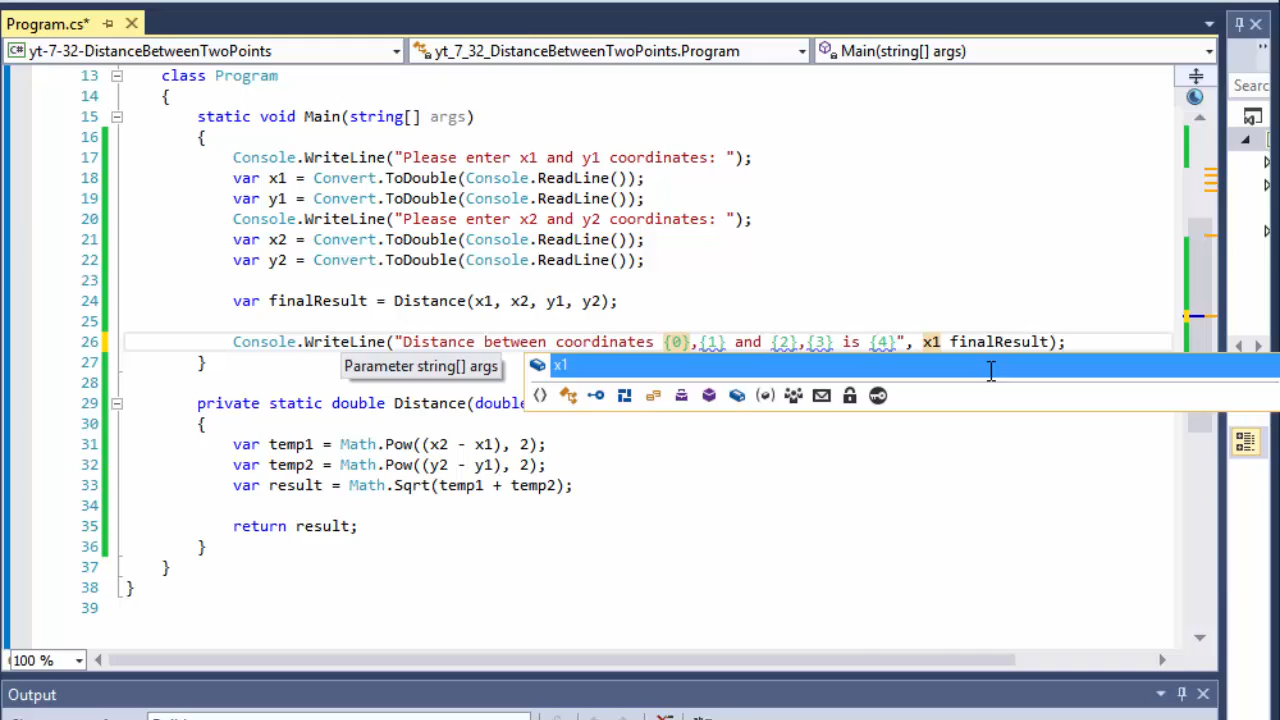 Program.cs*
yt-7-32-DistanceBetweenTwoPoints yt_7_32_DistanceBetweenTwoPoints.Program Main(string[] args)
Searc
13 class Program
14 {
15 static void Main(string[] args)
16 {
17 Console.WriteLine("Please enter x1 and y1 coordinates: ");
18 var x1 = Convert.ToDouble(Console.ReadLine());
19 var y1 = Convert.ToDouble(Console.ReadLine());
20 Console.WriteLine("Please enter x2 and y2 coordinates: ");
21 var x2 = Convert.ToDouble(Console.ReadLine());
22 var y2 = Convert.ToDouble(Console.ReadLine());
23
24 var finalResult = Distance(x1, x2, y1, y2);
25
26 Console.WriteLine("Distance between coordinates {0},{1} and {2},{3} is {4}", x1 finalResult);
27 }
Parameter string[] args
x1
28
29 private static double Distance(double
30 {
31 var temp1 = Math.Pow((x2 - x1), 2);
32 var temp2 = Math.Pow((y2 - y1), 2);
33 var result = Math.Sqrt(temp1 + temp2);
34
35 return result;
36 }
37 }
38 }
39
100 %
Output